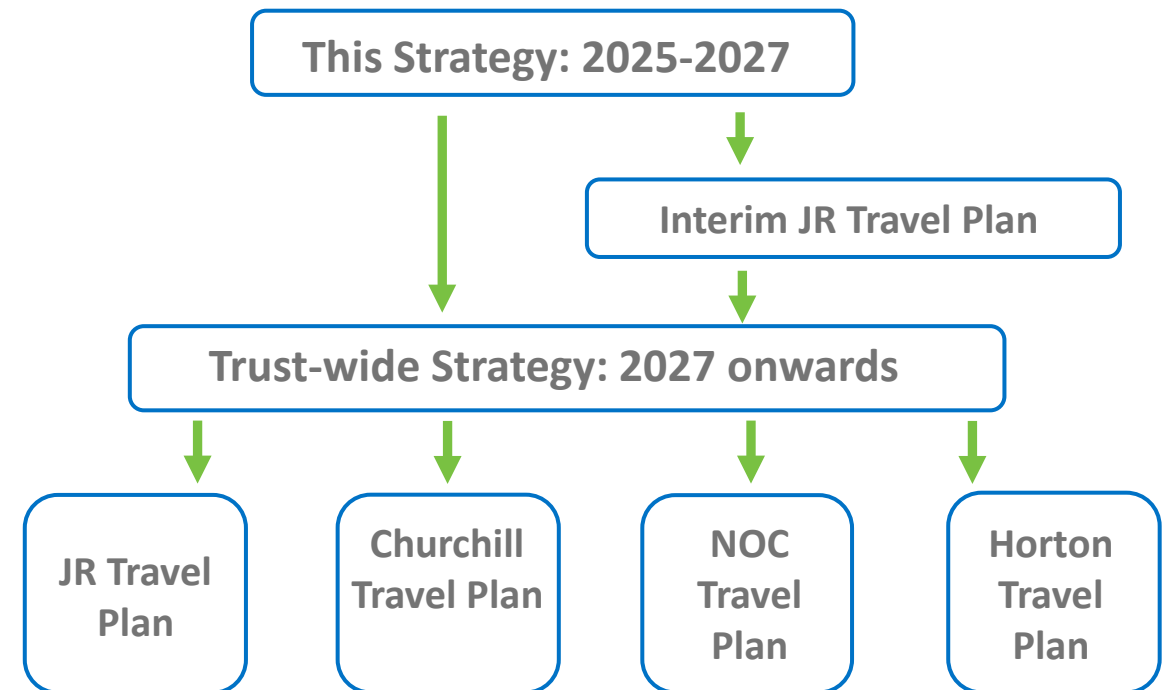 This Strategy: 2025-2027
Interim JR Travel Plan
Trust-wide Strategy: 2027 onwards
JR Travel
Plan
Churchill
Travel Plan
NOC
Travel
Plan
Horton
Travel
Plan